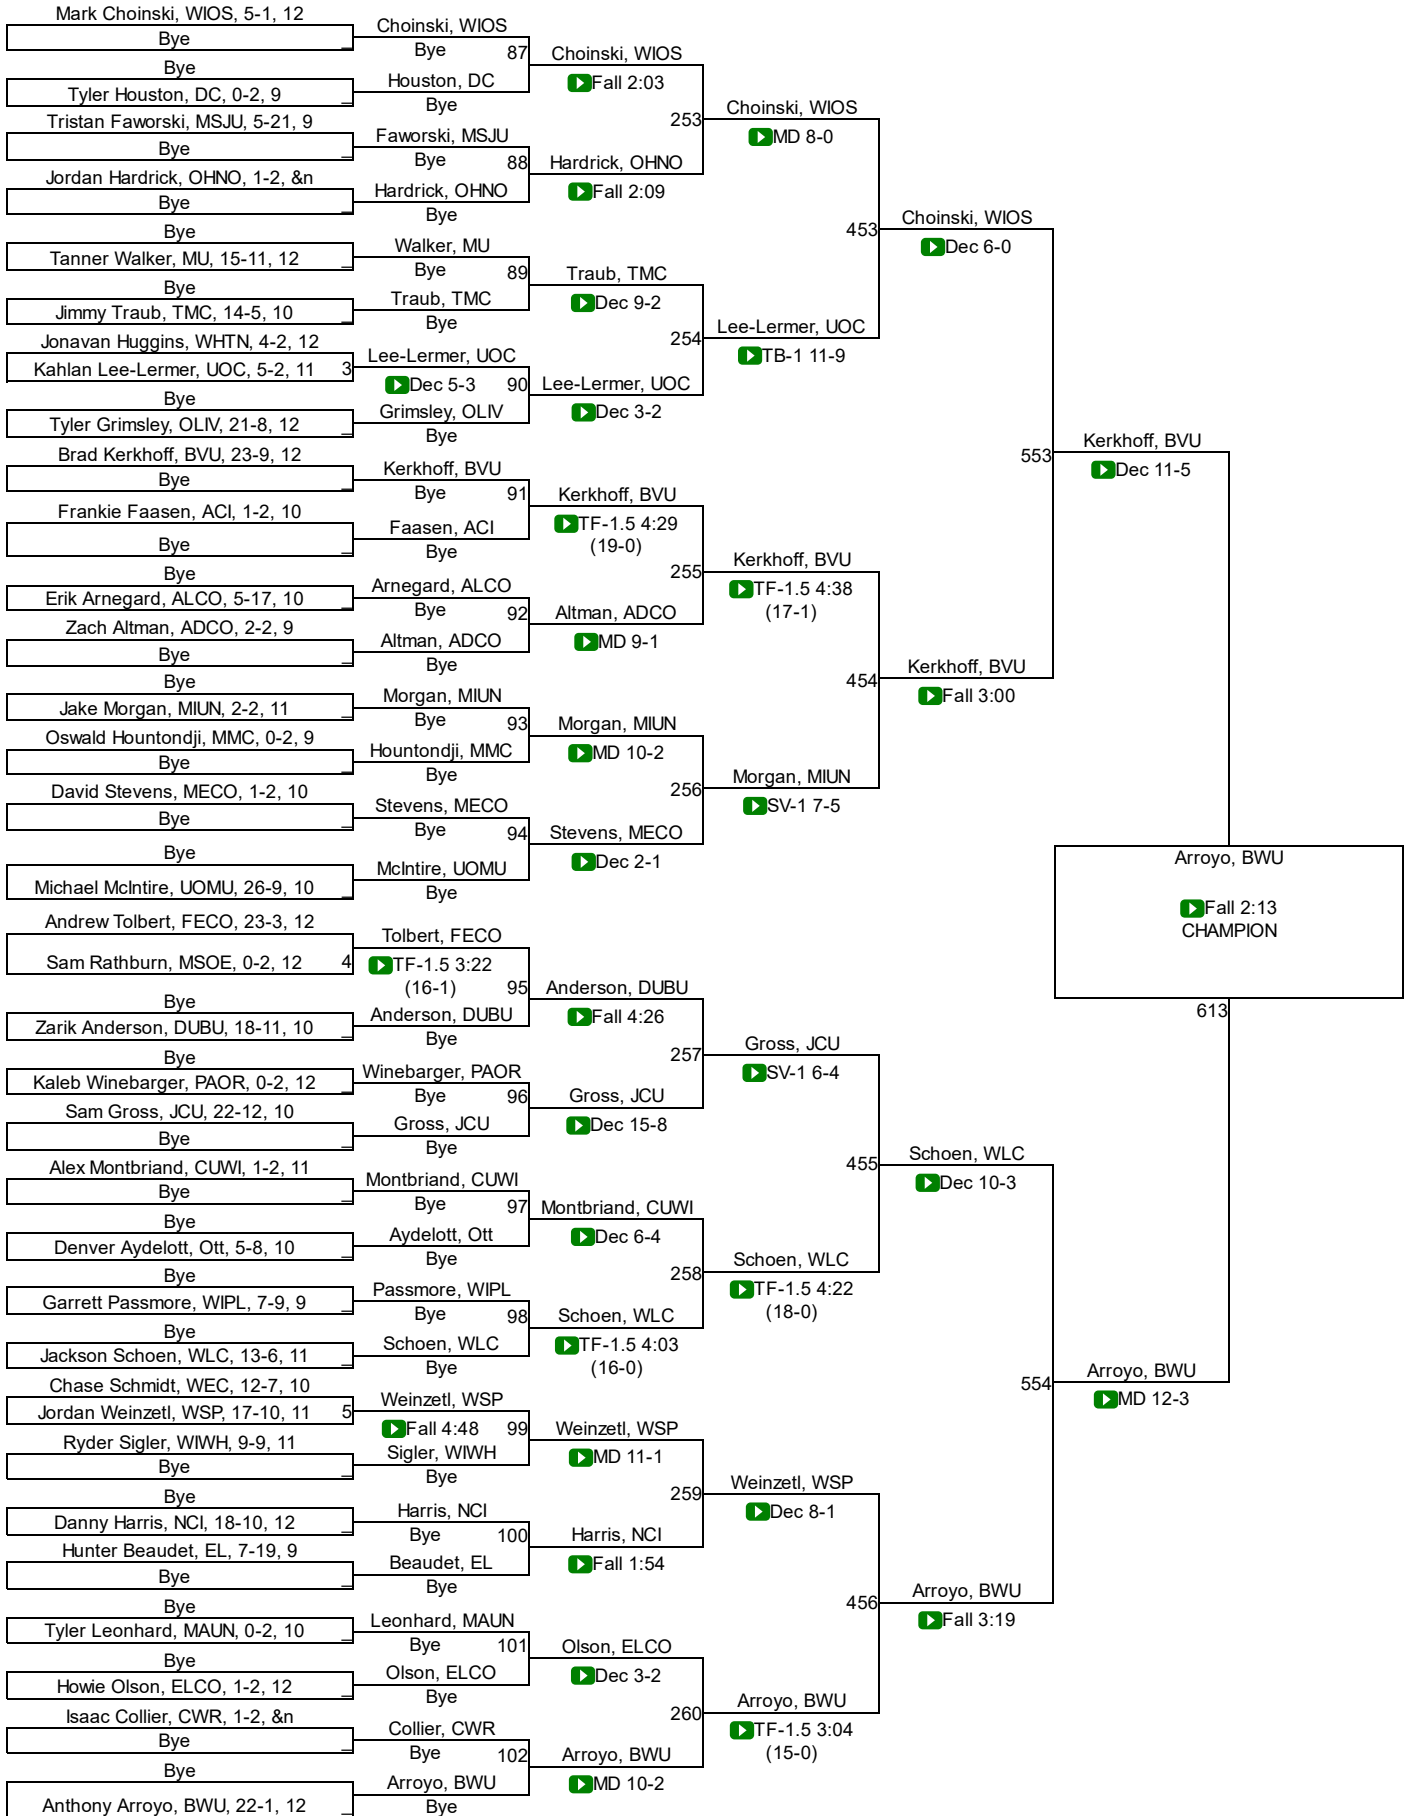 Mark Choinski, WIOS, 5-1, 12
Bye
Bye
Tyler Houston, DC, 0-2, 9
Tristan Faworski, MSJU, 5-21, 9
Bye
Jordan Hardrick, OHNO, 1-2, &n
Bye
Bye
Tanner Walker, MU, 15-11, 12
Bye
Jimmy Traub, TMC, 14-5, 10
Jonavan Huggins, WHTN, 4-2, 12
Kahlan Lee-Lermer, UOC, 5-2, 11 3
Bye
Tyler Grimsley, OLIV, 21-8, 12
Brad Kerkhoff, BVU, 23-9, 12
Bye
Frankie Faasen, ACI, 1-2, 10
Bye
Bye
Erik Arnegard, ALCO, 5-17, 10
Zach Altman, ADCO, 2-2, 9
Bye
Bye
Jake Morgan, MIUN, 2-2, 11
Oswald Hountondji, MMC, 0-2, 9
Bye
David Stevens, MECO, 1-2, 10
Bye
Bye
Michael McIntire, UOMU, 26-9, 10
Andrew Tolbert, FECO, 23-3, 12
Sam Rathburn, MSOE, 0-2, 12 4
Bye
Zarik Anderson, DUBU, 18-11, 10
Bye
Kaleb Winebarger, PAOR, 0-2, 12
Sam Gross, JCU, 22-12, 10
Bye
Alex Montbriand, CUWI, 1-2, 11
Bye
Bye
Denver Aydelott, Ott, 5-8, 10
Bye
Garrett Passmore, WIPL, 7-9, 9
Bye
Jackson Schoen, WLC, 13-6, 11
Chase Schmidt, WEC, 12-7, 10
Jordan Weinzetl, WSP, 17-10, 11 5
Ryder Sigler, WIWH, 9-9, 11
Bye
Bye
Danny Harris, NCI, 18-10, 12
Hunter Beaudet, EL, 7-19, 9
Bye
Bye
Tyler Leonhard, MAUN, 0-2, 10
Bye
Howie Olson, ELCO, 1-2, 12
Isaac Collier, CWR, 1-2, &n
Bye
Bye
Anthony Arroyo, BWU, 22-1, 12
Choinski, WIOS
Bye 87
Houston, DC
Bye
Faworski, MSJU
Bye 88
Hardrick, OHNO
Bye
Walker, MU
Bye 89
Traub, TMC
Bye
Lee-Lermer, UOC
Dec 5-3 90
Grimsley, OLIV
Bye
Kerkhoff, BVU
Bye 91
Faasen, ACI
Bye
Arnegard, ALCO
Bye 92
Altman, ADCO
Bye
Morgan, MIUN
Bye 93
Hountondji, MMC
Bye
Stevens, MECO
Bye 94
McIntire, UOMU
Bye
Tolbert, FECO
TF-1.5 3:22
(16-1) 95
Anderson, DUBU
Bye
Winebarger, PAOR
Bye 96
Gross, JCU
Bye
Montbriand, CUWI
Bye 97
Aydelott, Ott
Bye
Passmore, WIPL
Bye 98
Schoen, WLC
Bye
Weinzetl, WSP
Fall 4:48 99
Sigler, WIWH
Bye
Harris, NCI
Bye 100
Beaudet, EL
Bye
Leonhard, MAUN
Bye 101
Olson, ELCO
Bye
Collier, CWR
Bye 102
Arroyo, BWU
Bye
Choinski, WIOS
Fall 2:03
253
Hardrick, OHNO
Fall 2:09
Traub, TMC
Dec 9-2
254
Lee-Lermer, UOC
Dec 3-2
Kerkhoff, BVU
TF-1.5 4:29
(19-0)
255
Altman, ADCO
MD 9-1
Morgan, MIUN
MD 10-2
256
Stevens, MECO
Dec 2-1
Anderson, DUBU
Fall 4:26
257
Gross, JCU
Dec 15-8
Montbriand, CUWI
Dec 6-4
258
Schoen, WLC
TF-1.5 4:03
(16-0)
Weinzetl, WSP
MD 11-1
259
Harris, NCI
Fall 1:54
Olson, ELCO
Dec 3-2
260
Arroyo, BWU
MD 10-2
Choinski, WIOS
MD 8-0
453
Lee-Lermer, UOC
TB-1 11-9
Kerkhoff, BVU
TF-1.5 4:38
(17-1)
454
Morgan, MIUN
SV-1 7-5
Gross, JCU
SV-1 6-4
455
Schoen, WLC
TF-1.5 4:22
(18-0)
Weinzetl, WSP
Dec 8-1
456
Arroyo, BWU
TF-1.5 3:04
(15-0)
Choinski, WIOS
Dec 6-0
553
Kerkhoff, BVU
Fall 3:00
Schoen, WLC
Dec 10-3
554
Arroyo, BWU
Fall 3:19
Kerkhoff, BVU
Dec 11-5
Arroyo, BWU
Fall 2:13
CHAMPION
613
Arroyo, BWU
MD 12-3